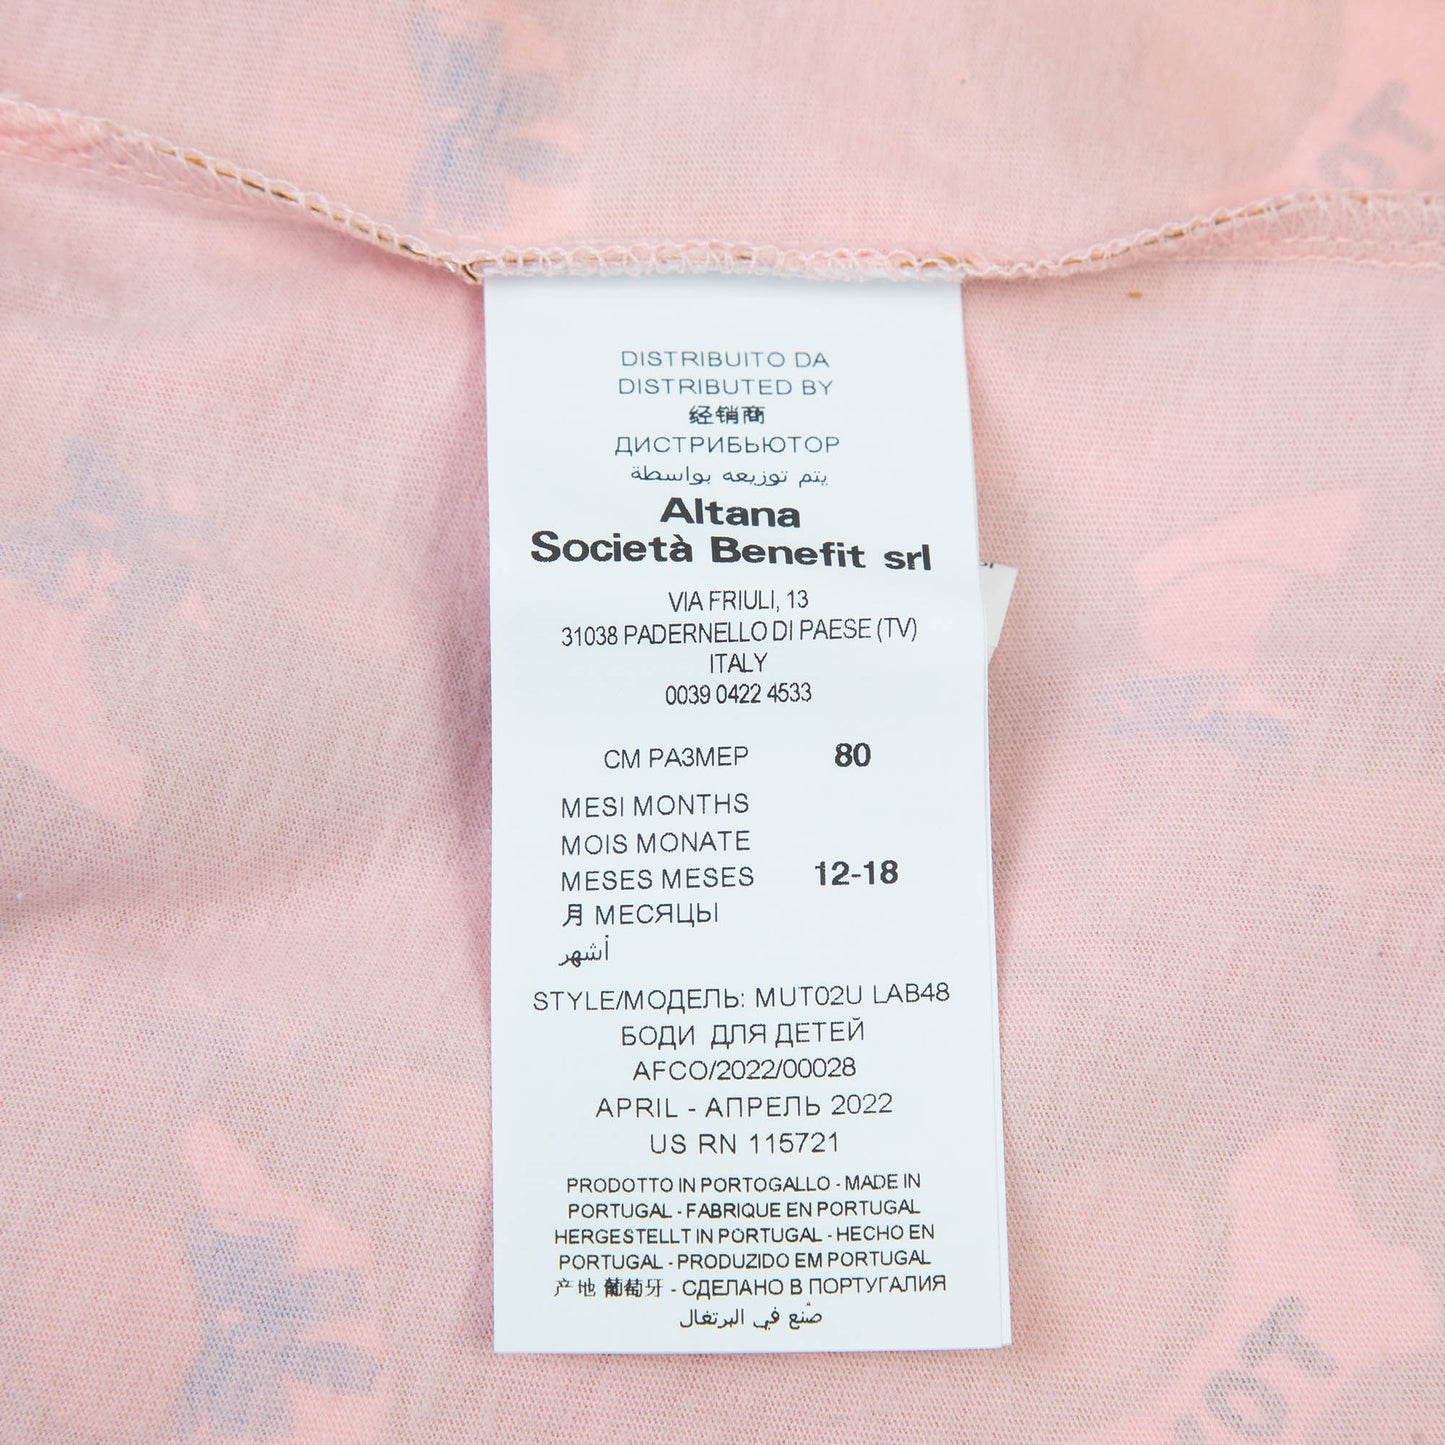 DISTRIBUITO DA
DISTRIBUTED BY
经销商
ДИСТРИБЬЮТОР
يتم توزيعه بواسطة
Altana
Società Benefit srl
VIA FRIULI, 13
31038 PADERNELLO DI PAESE (TV)
ITALY
0039 0422 4533
СМ РАЗМЕР 80
MESI MONTHS
MOIS MONATE
MESES MESES 12-18
月 МЕСЯЦЫ
أشهر
STYLE/МОДЕЛЬ: MUT02U LAB48
БОДИ ДЛЯ ДЕТЕЙ
AFCO/2022/00028
APRIL - АПРЕЛЬ 2022
US RN 115721
PRODOTTO IN PORTOGALLO - MADE IN
PORTUGAL - FABRIQUE EN PORTUGAL
HERGESTELLT IN PORTUGAL - HECHO EN
PORTUGAL - PRODUZIDO EM PORTUGAL
产地 葡萄牙 - СДЕЛАНО В ПОРТУГАЛИЯ
صُنع في البرتغال